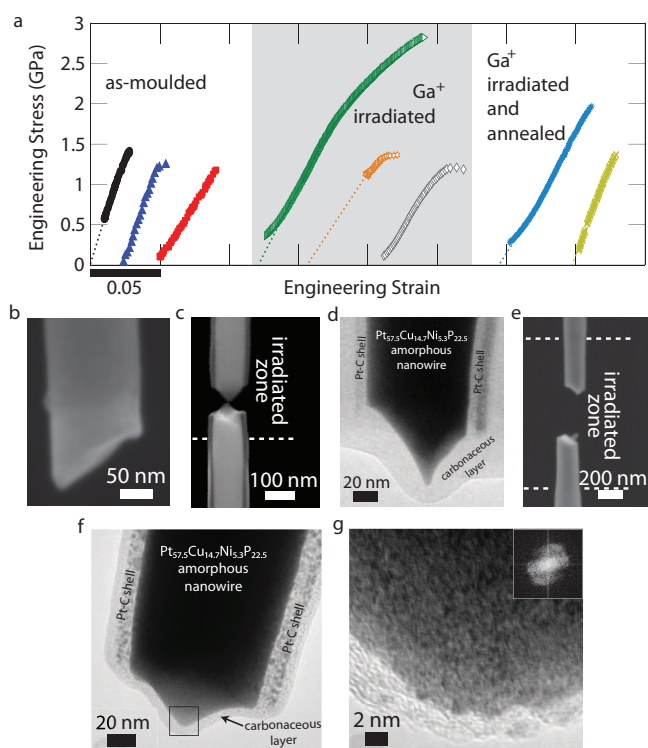 a
3
2.5
2
1.5
1
0.5
0
Engineering Stress (GPa)
as-moulded
Ga+
irradiated
Ga+
irradiated
and
annealed
0.05
Engineering Strain
b
50 nm
c
irradiated
zone
100 nm
d
Pt57.5Cu14.7Ni5.3P22.5
amorphous
nanowire
Pt-C shell
Pt-C shell
carbonaceous
layer
20 nm
e
irradiated
zone
200 nm
f
Pt57.5Cu14.7Ni5.3P22.5
amorphous
nanowire
Pt-C shell
Pt-C shell
carbonaceous
layer
20 nm
g
2 nm